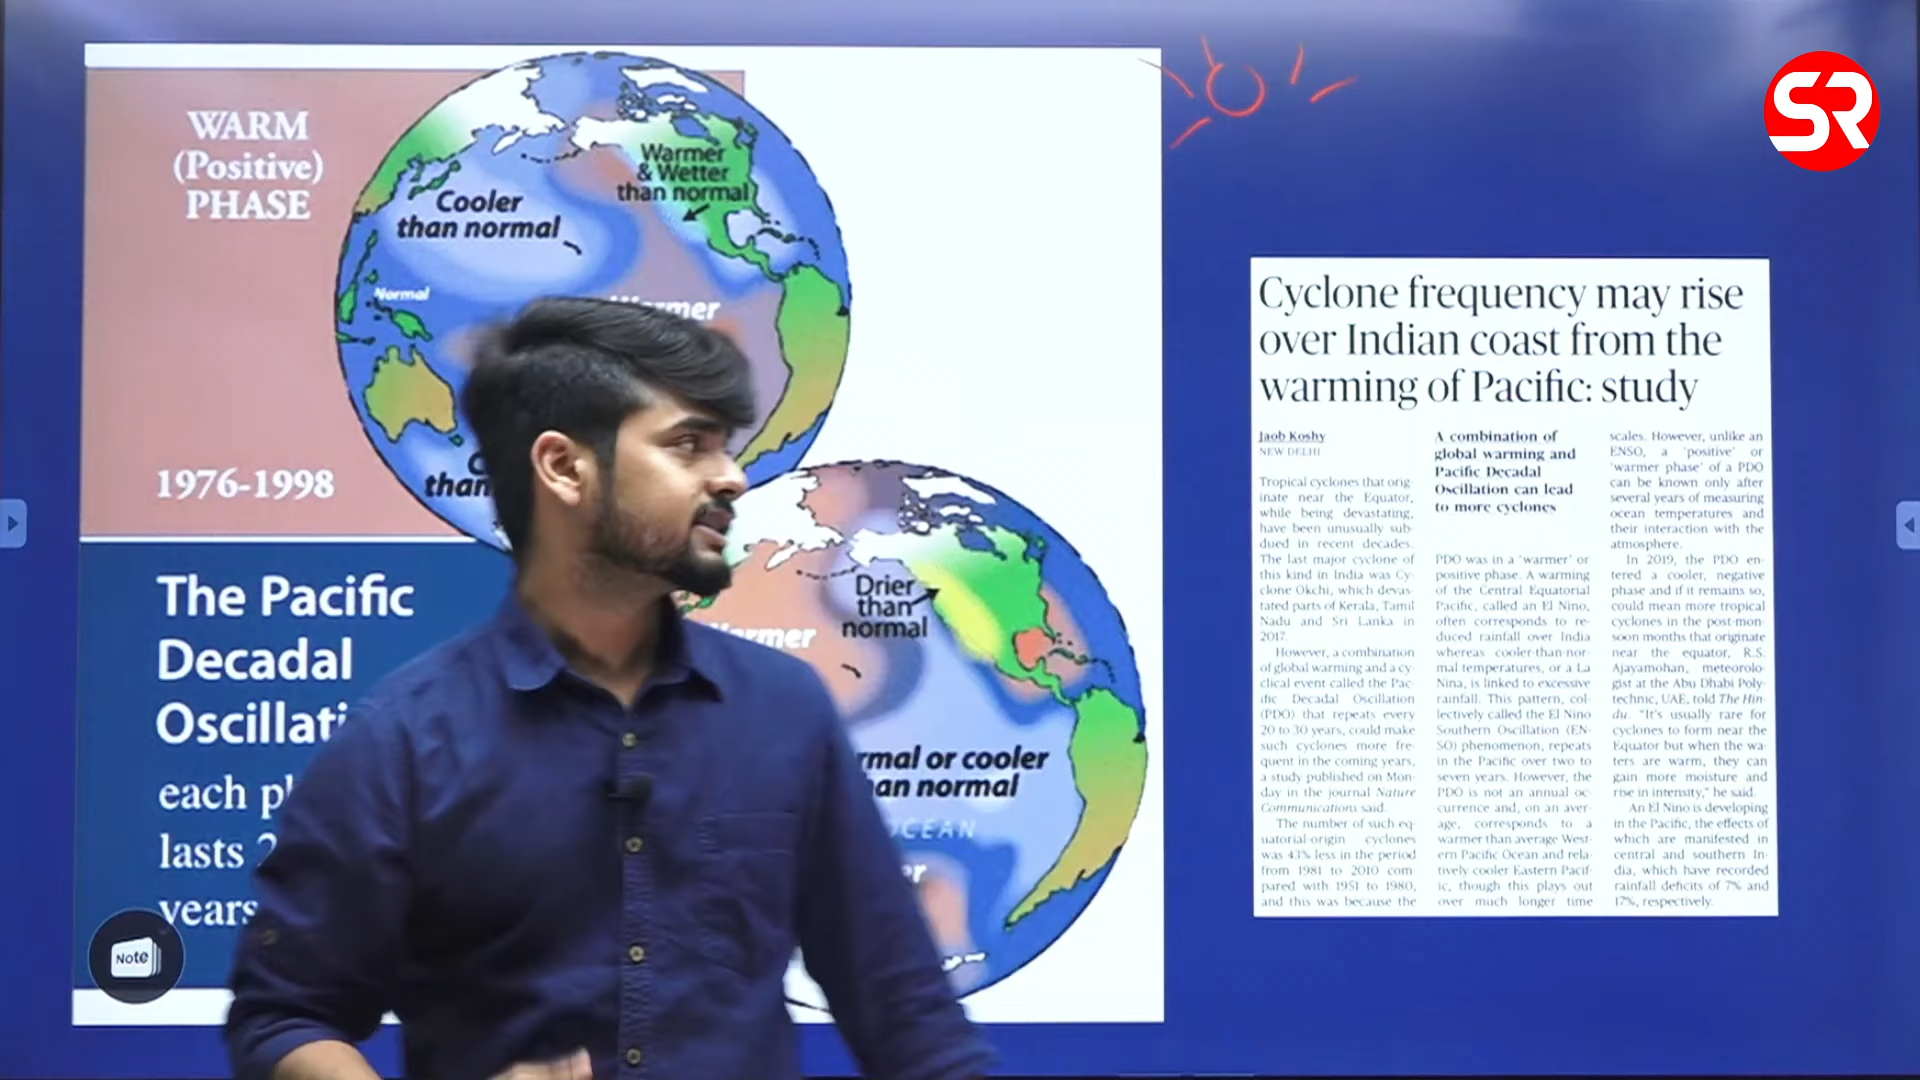 WARM
(Positive)
PHASE
1976-1998
Cooler
than normal
Warmer
& Wetter
than normal
Normal
The Pacific
Decadal
each
lasts
years
Drier
than
normal
or cooler
normal
OCEAN
SR
Note
Cyclone frequency may rise
over Indian coast from the
warming of Pacific: study
Jaob Koshy
NEW DELHI
Tropical cyclones that orig-
inate near the Equator,
while being devastating,
have been unusually sub-
dued in recent decades.
The last major cyclone of
this kind in India was Cy-
clone Okchi, which devas-
tated parts of Kerala, Tamil
Nadu and Sri Lanka in
2017.
However, a combination
of global warming and a cy-
clical event called the Pac-
ific Decadal Oscillation
(PDO) that repeats every
20 to 30 years, could make
such cyclones more fre-
quent in the coming years,
a study published on Mon-
day in the journal Nature
Communications said.
The number of such eq-
uatorial-origin cyclones
was 43% less in the period
from 1981 to 2010 com-
pared with 1951 to 1980,
and this was because the
A combination of
global warming and
Pacific Decadal
Oscillation can lead
to more cyclones
PDO was in a 'warmer' or
positive phase. A warming
of the Central Equatorial
Pacific, called an El Nino,
often corresponds to re-
duced rainfall over India
whereas cooler-than-nor-
mal temperatures, or a La
Nina, is linked to excessive
rainfall. This pattern, col-
lectively called the El Nino
Southern Oscillation (EN-
SO) phenomenon, repeats
in the Pacific over two to
seven years. However, the
PDO is not an annual oc-
currence and, on an aver-
age, corresponds to a
warmer than average West-
ern Pacific Ocean and rela-
tively cooler Eastern Pacif-
ic, though this plays out
over much longer time
scales. However, unlike an
ENSO, a 'positive' or
'warmer phase' of a PDO
can be known only after
several years of measuring
ocean temperatures and
their interaction with the
atmosphere.
In 2019, the PDO en-
tered a cooler, negative
phase and if it remains so,
could mean more tropical
cyclones in the post-mon-
soon months that originate
near the equator, R.S.
Ajayamohan, meteorolo-
gist at the Abu Dhabi Poly-
technic, UAE, told The Hin-
du. "It's usually rare for
cyclones to form near the
Equator but when the wa-
ters are warm, they can
gain more moisture and
rise in intensity," he said.
An El Nino is developing
in the Pacific, the effects of
which are manifested in
central and southern In-
dia, which have recorded
rainfall deficits of 7% and
17%, respectively.